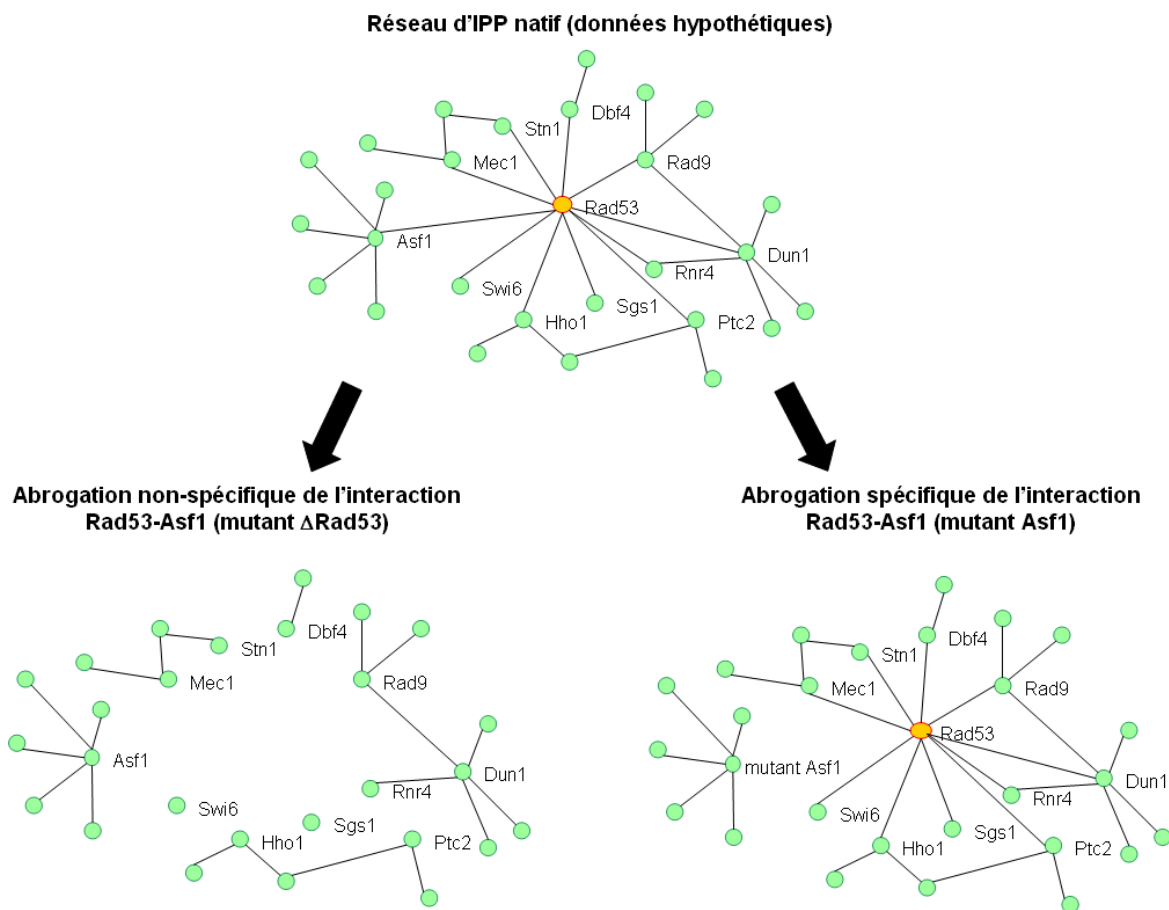 Réseau d'IPP natif (données hypothétiques)
Dbf4
Stn1
Mec1
Rad9
Rad53
Asf1
Dun1
Rnr4
Swi6
Sgs1
Hho1
Ptc2
Abrogation non-spécifique de l'interaction
Rad53-Asf1 (mutant ΔRad53)
Dbf4
Stn1
Mec1
Rad9
Asf1
Dun1
Rnr4
Swi6
Sgs1
Hho1
Ptc2
Abrogation spécifique de l'interaction
Rad53-Asf1 (mutant Asf1)
Dbf4
Stn1
Mec1
Rad9
Rad53
mutant Asf1
Dun1
Rnr4
Swi6
Sgs1
Hho1
Ptc2